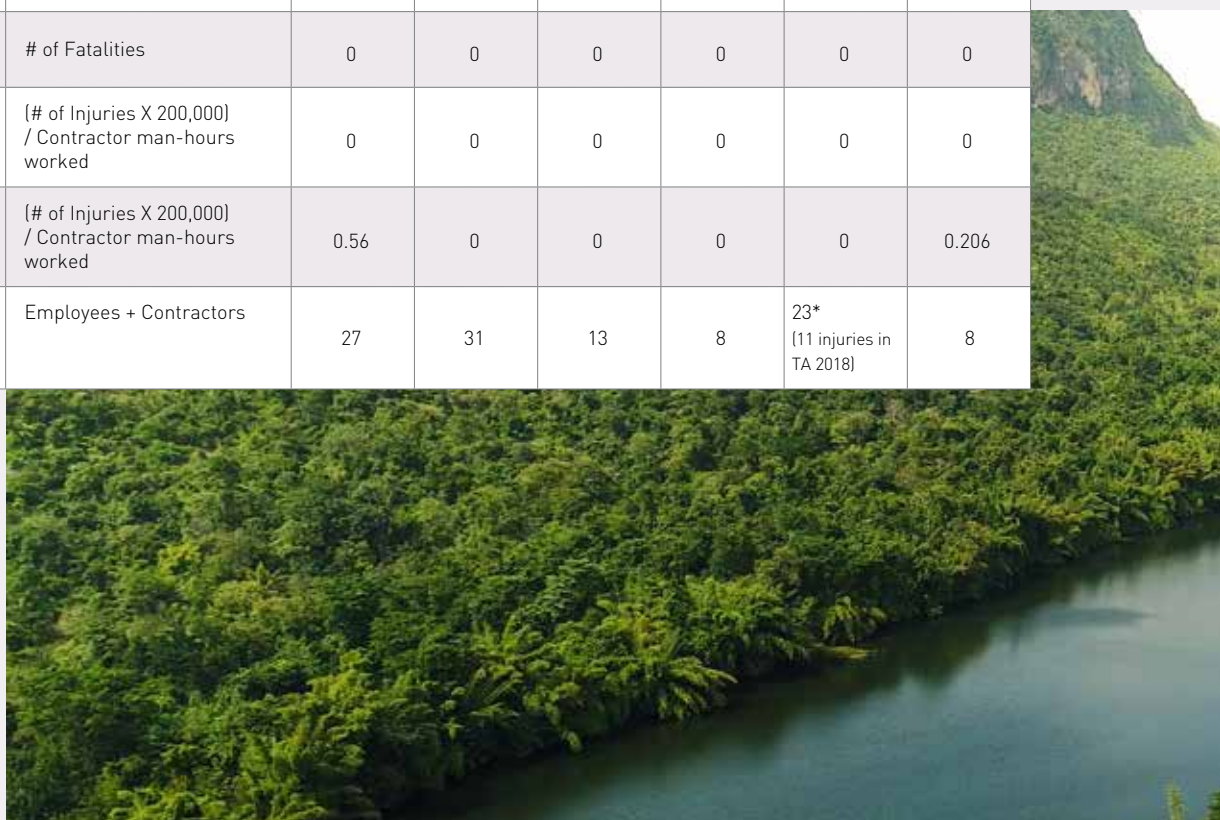 # of Fatalities 0 0 0 0 0 0
(# of Injuries X 200,000)
/ Contractor man-hours 0 0 0 0 0 0
worked
(# of Injuries X 200,000)
/ Contractor man-hours 0.56 0 0 0 0 0.206
worked
Employees + Contractors 23*
27 31 13 8 (11 injuries in 8
TA 2018)